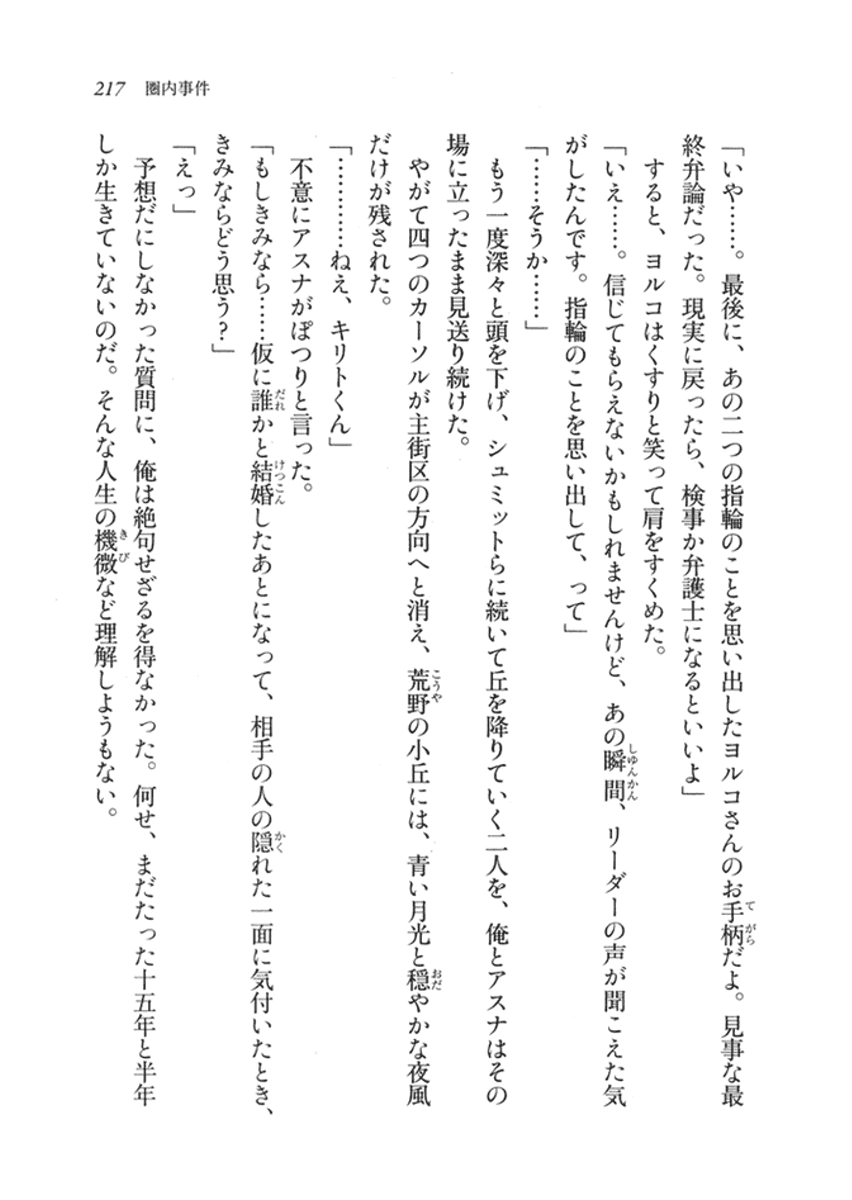 217 圏内事件
「いや……。最後に、あの二つの指輪のことを思い出したヨルコさんのお手柄だよ。見事な最
終弁論だった。現実に戻ったら、検事か弁護士になるといいよ」
すると、ヨルコはくすりと笑って肩をすくめた。
「いえ……。信じてもらえないかもしれませんけど、あの瞬間、リーダーの声が聞こえた気
がしたんです。指輪のことを思い出して、って」
「……そうか……」
もう一度深々と頭を下げ、シュミットらに続いて丘を降りていく二人を、俺とアスナはその
場に立ったまま見送り続けた。
やがて四つのカーソルが主街区の方向へと消え、荒野の小丘には、青い月光と穏やかな夜風
だけが残された。
「…………ねえ、キリトくん」
不意にアスナがぽつりと言った。
「もしきみなら……仮に誰かと結婚したあとになって、相手の人の隠れた一面に気付いたとき、
きみならどう思う?」
「えっ」
予想だにしなかった質問に、俺は絶句せざるを得なかった。何せ、まだたった十五年と半年
しか生きていないのだ。そんな人生の機微など理解しようもない。